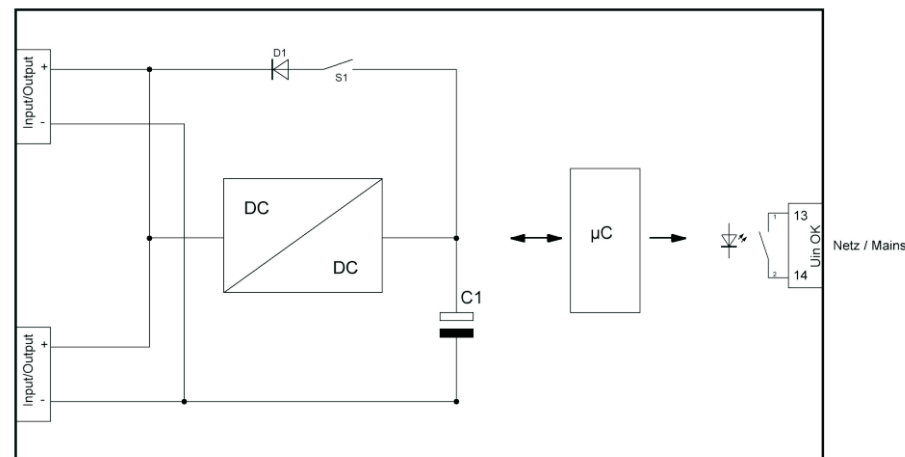 D1
S1
Input/Output
+
-
DC
DC
C1
µC
1
13
2
14
Uin OK
Netz / Mains
Input/Output
+
-